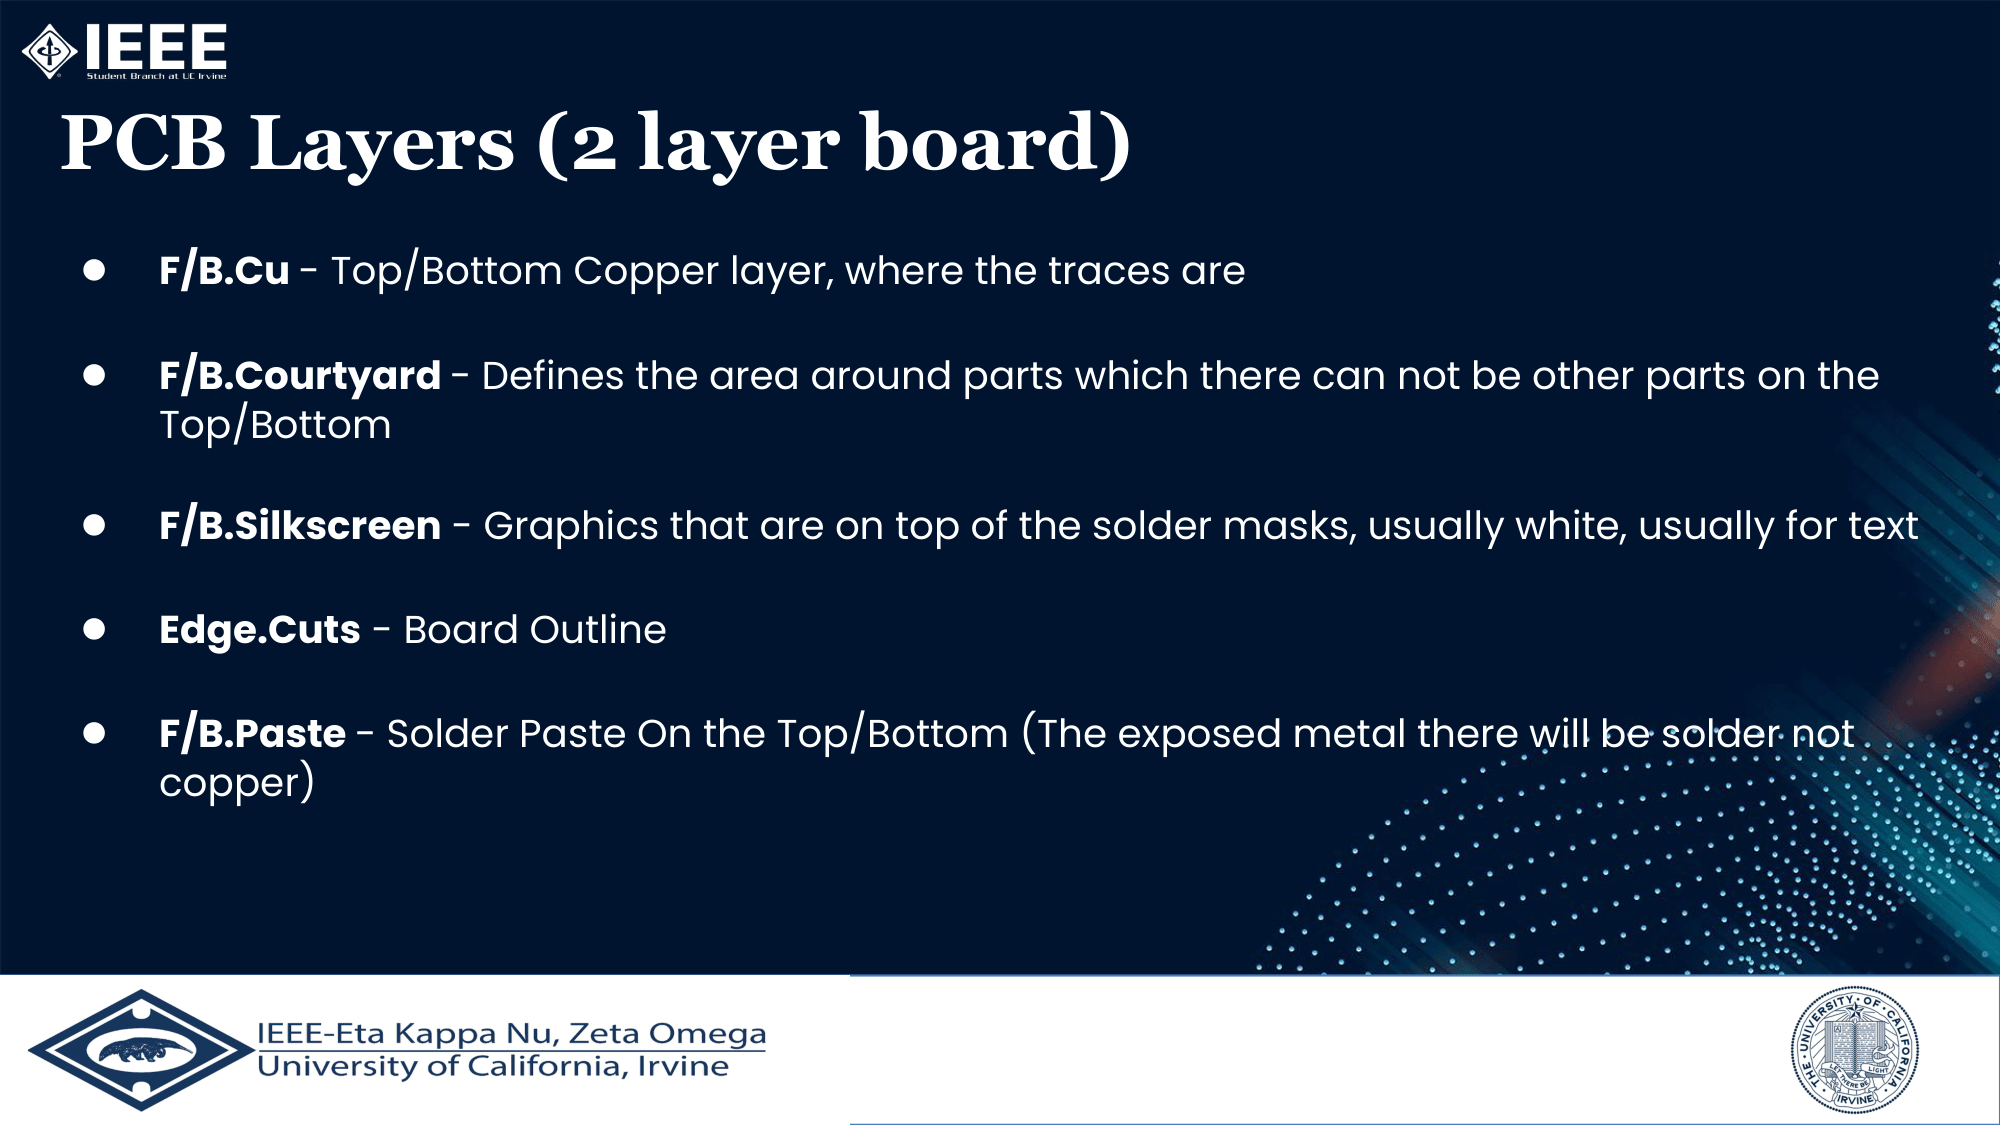 IEEE
Student Branch at UC Irvine
PCB Layers (2 layer board)
● F/B.Cu - Top/Bottom Copper layer, where the traces are
● F/B.Courtyard - Defines the area around parts which there can not be other parts on the
Top/Bottom
● F/B.Silkscreen - Graphics that are on top of the solder masks, usually white, usually for text
● Edge.Cuts - Board Outline
● F/B.Paste - Solder Paste On the Top/Bottom (The exposed metal there will be solder not
copper)
IEEE-Eta Kappa Nu, Zeta Omega
University of California, Irvine
THE · UNIVERSITY · OF · CALIFORNIA ·
LET THERE BE LIGHT
IRVINE